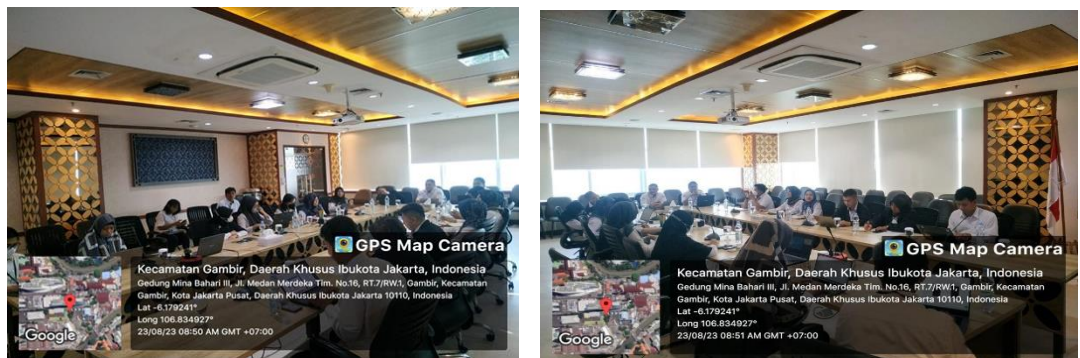 GPS Map Camera
Kecamatan Gambir, Daerah Khusus Ibukota Jakarta, Indonesia
Gedung Mina Bahari III, Jl. Medan Merdeka Tim. No.16, RT.7/RW.1, Gambir, Kecamatan
Gambir, Kota Jakarta Pusat, Daerah Khusus Ibukota Jakarta 10110, Indonesia
Lat -6.179241°
Long 106.834927°
23/08/23 08:50 AM GMT +07:00
Google
GPS Map Camera
Kecamatan Gambir, Daerah Khusus Ibukota Jakarta, Indonesia
Gedung Mina Bahari III, Jl. Medan Merdeka Tim. No.16, RT.7/RW.1, Gambir, Kecamatan
Gambir, Kota Jakarta Pusat, Daerah Khusus Ibukota Jakarta 10110, Indonesia
Lat -6.179241°
Long 106.834927°
23/08/23 08:51 AM GMT +07:00
Google